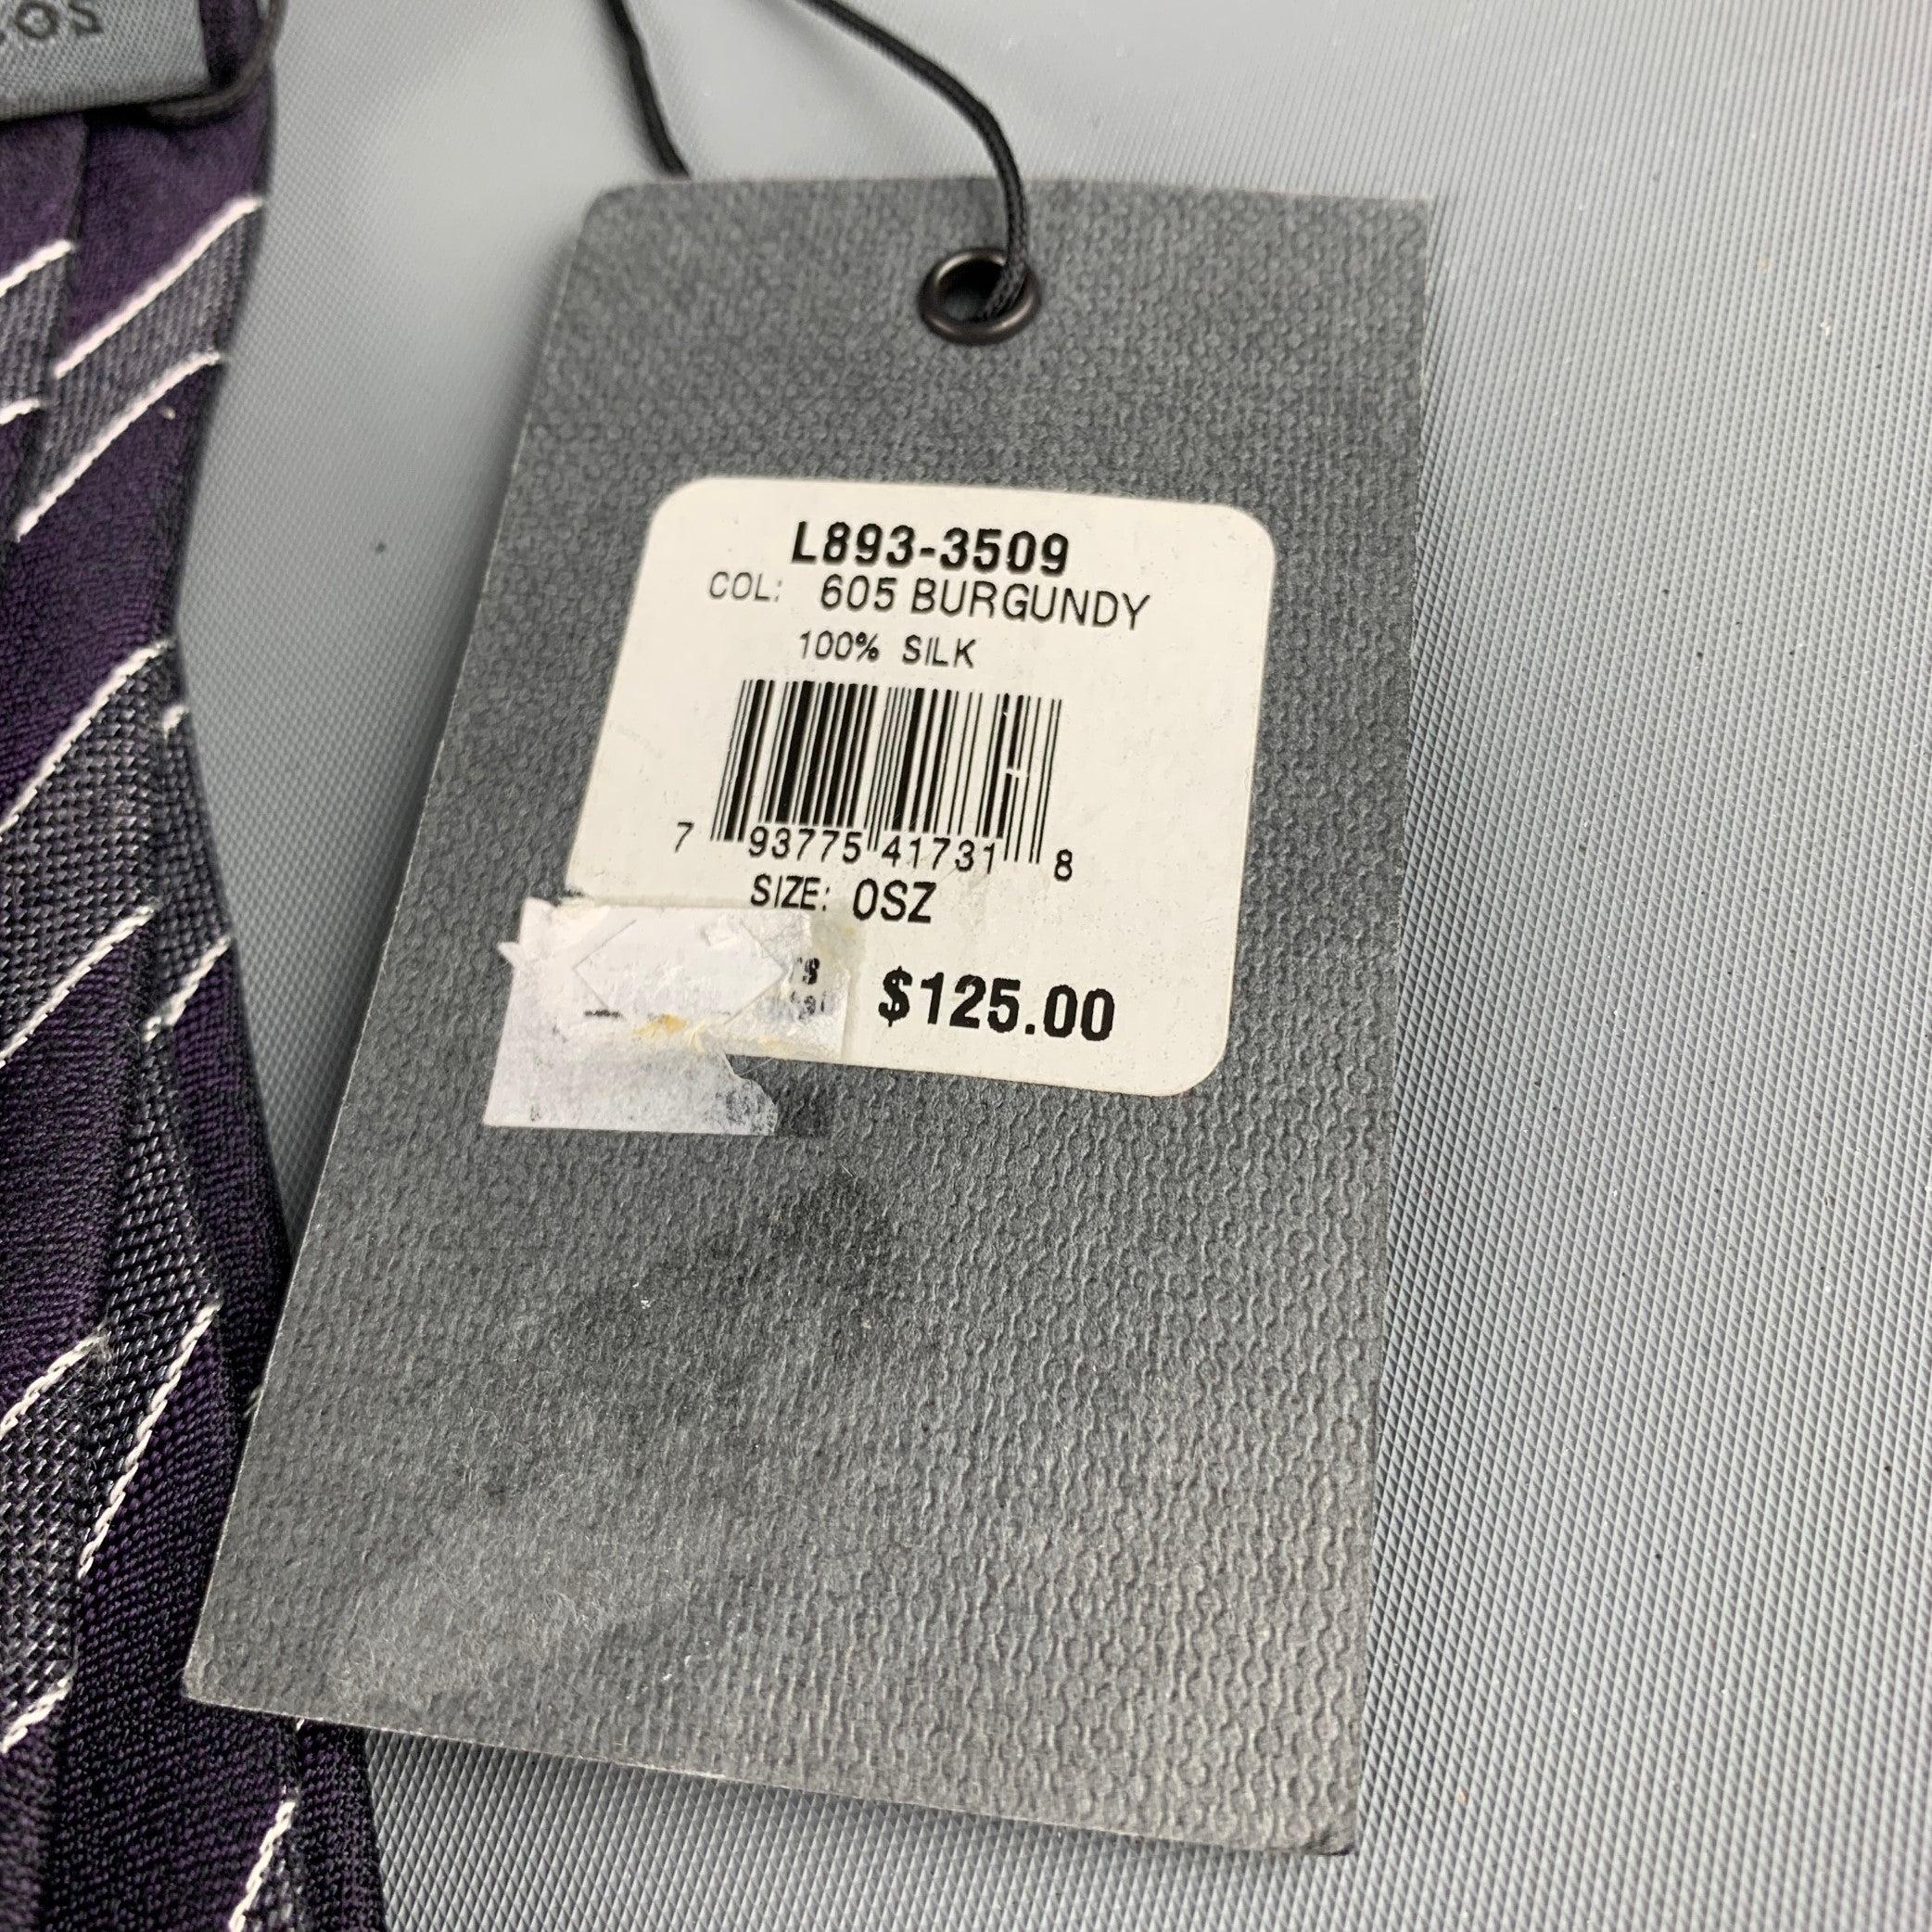 L893-3509
COL: 605 BURGUNDY
100% SILK
7 93775 41731 8
SIZE: OSZ
$125.00